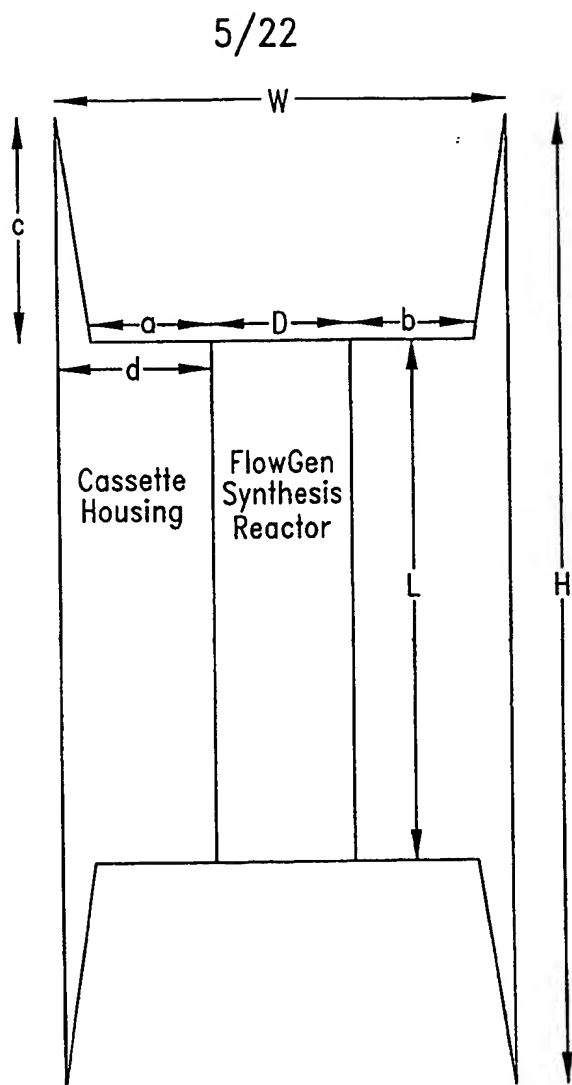 5/22
W
c
a
D
b
d
Cassette
Housing
FlowGen
Synthesis
Reactor
L
H